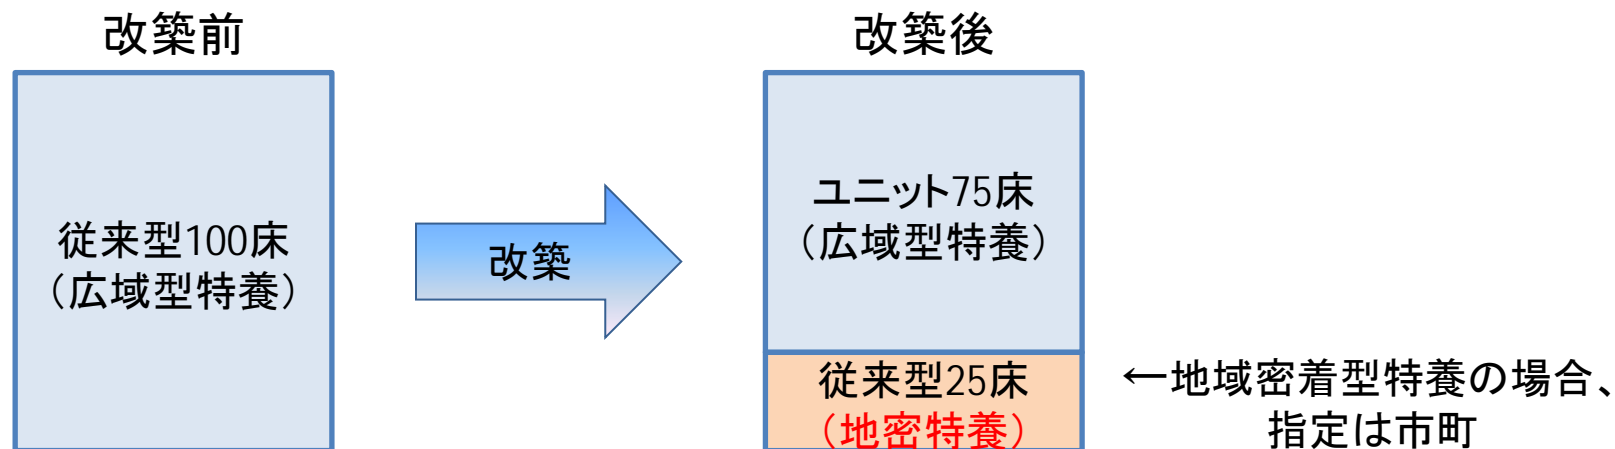 改築前
従来型100床
（広域型特養）
改築
改築後
ユニット75床
（広域型特養）
従来型25床
（地密特養）
←地域密着型特養の場合、
指定は市町